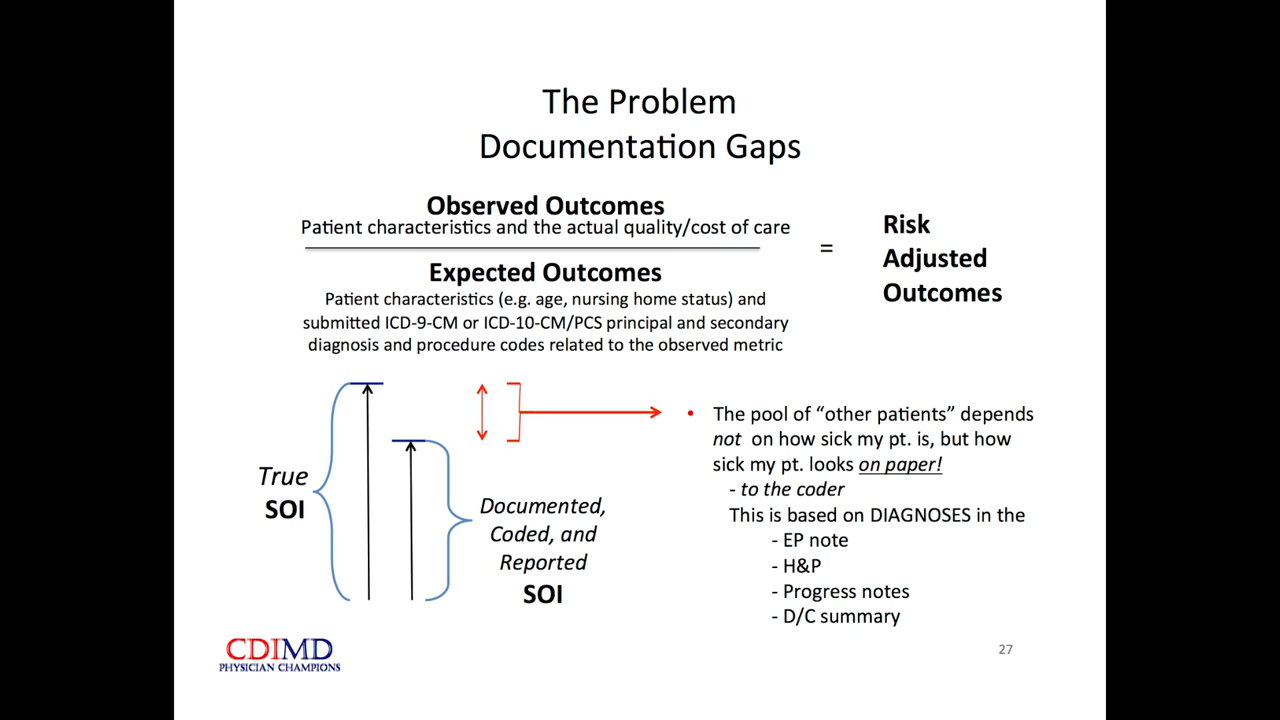 The Problem
Documentation Gaps
Observed Outcomes
Patient characteristics and the actual quality/cost of care
Expected Outcomes
Patient characteristics (e.g. age, nursing home status) and
submitted ICD-9-CM or ICD-10-CM/PCS principal and secondary
diagnosis and procedure codes related to the observed metric
=
Risk
Adjusted
Outcomes
True
SOI
Documented,
Coded, and
Reported
SOI
• The pool of “other patients” depends
not on how sick my pt. is, but how
sick my pt. looks on paper!
- to the coder
This is based on DIAGNOSES in the
- EP note
- H&P
- Progress notes
- D/C summary
CDIMD
PHYSICIAN CHAMPIONS
27